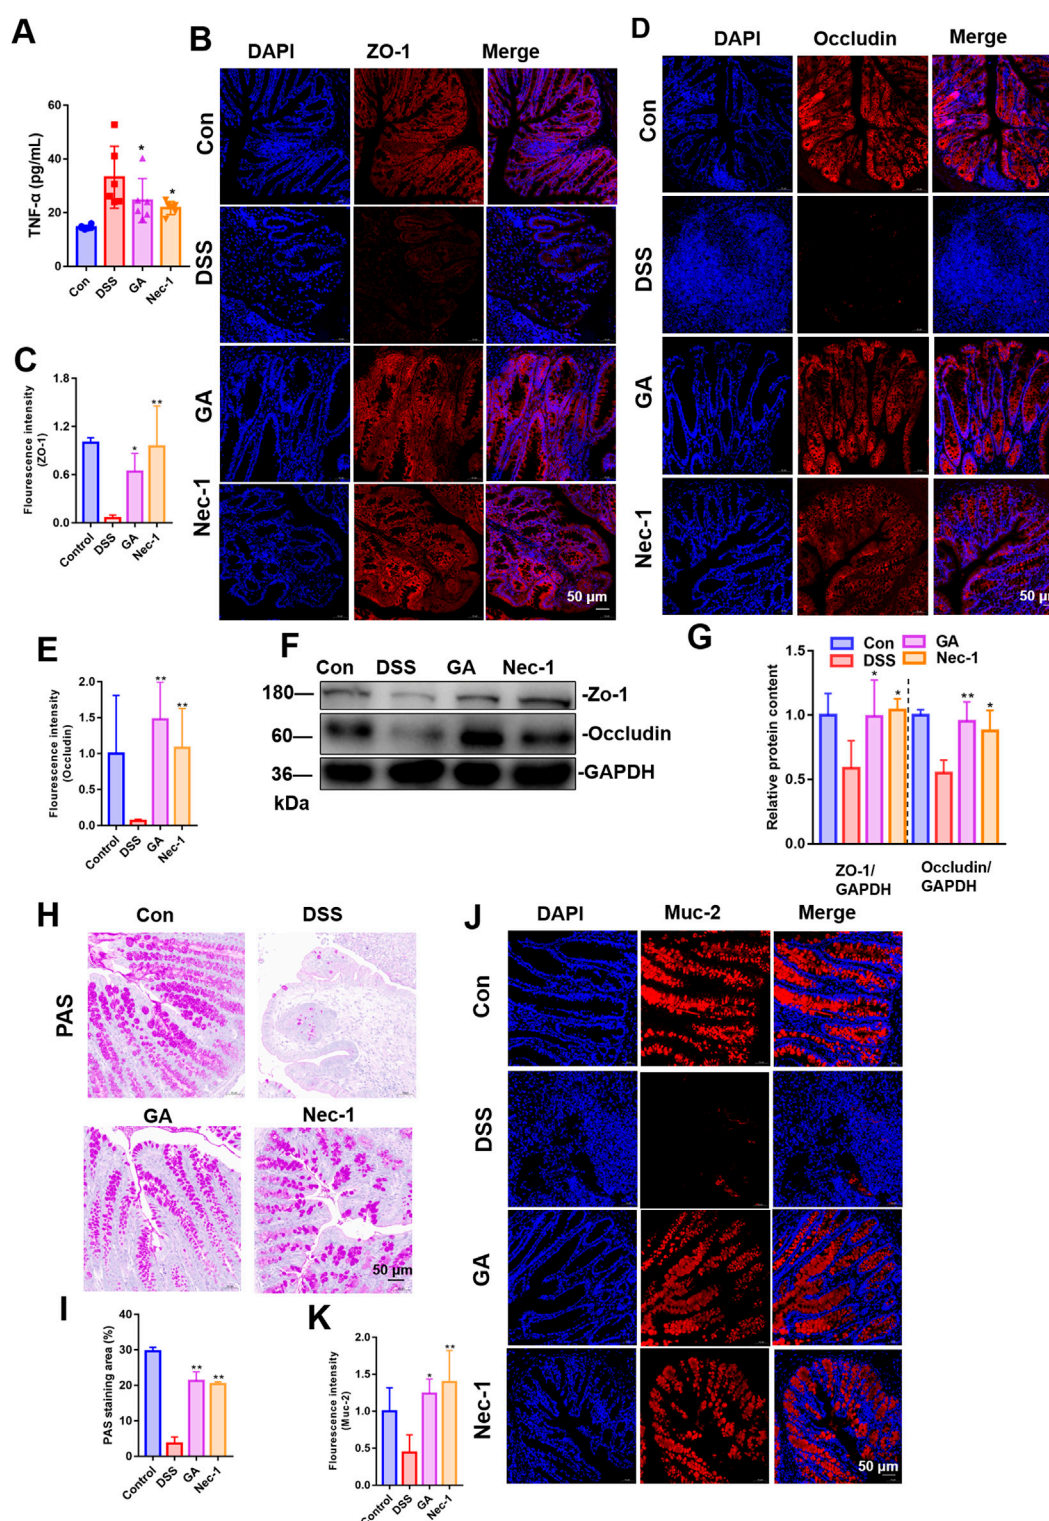 A
TNF-α (pg/mL)
60
40
20
0
Con
DSS
GA
Nec-1
*
*
B
DAPI
ZO-1
Merge
Con
DSS
GA
Nec-1
50 µm
C
Flourescence intensity
(ZO-1)
1.8
1.2
0.6
0.0
Control
DSS
GA
Nec-1
*
**
D
DAPI
Occludin
Merge
Con
DSS
GA
Nec-1
50 µm
E
Flourescence intensity
(Occludin)
2.0
1.5
1.0
0.5
0.0
Control
DSS
GA
Nec-1
**
**
F
Con DSS GA Nec-1
180— -Zo-1
60— -Occludin
36— -GAPDH
kDa
G
Con
DSS
GA
Nec-1
Relative protein content
1.0
0.5
0.0
* * ** *
ZO-1/
GAPDH
Occludin/
GAPDH
H
Con
DSS
PAS
GA
Nec-1
50 µm
I
PAS staining area (%)
40
30
20
10
0
Control
DSS
GA
Nec-1
**
**
J
DAPI
Muc-2
Merge
Con
DSS
GA
Nec-1
50 µm
K
Flourescence intensity
(Muc-2)
2.0
1.5
1.0
0.5
0.0
Control
DSS
GA
Nec-1
*
**